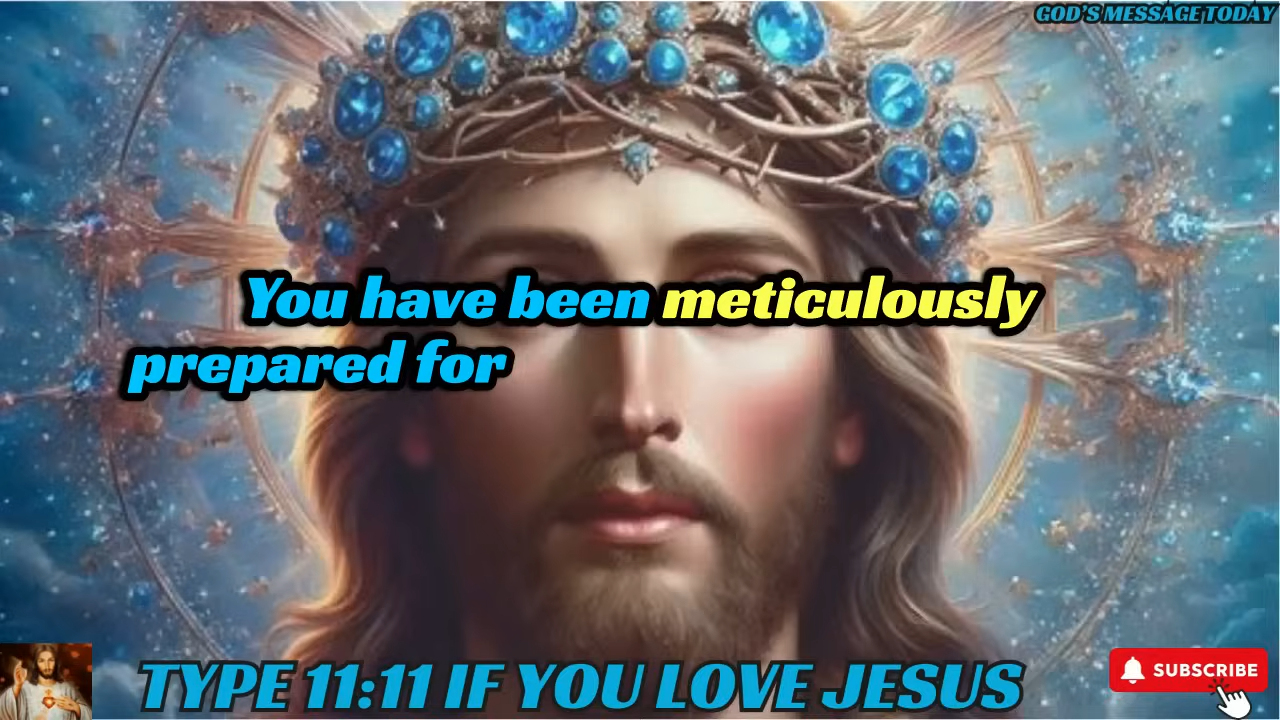 GOD'S MESSAGE TODAY
You have been meticulously
prepared for
TYPE 11:11 IF YOU LOVE JESUS
SUBSCRIBE